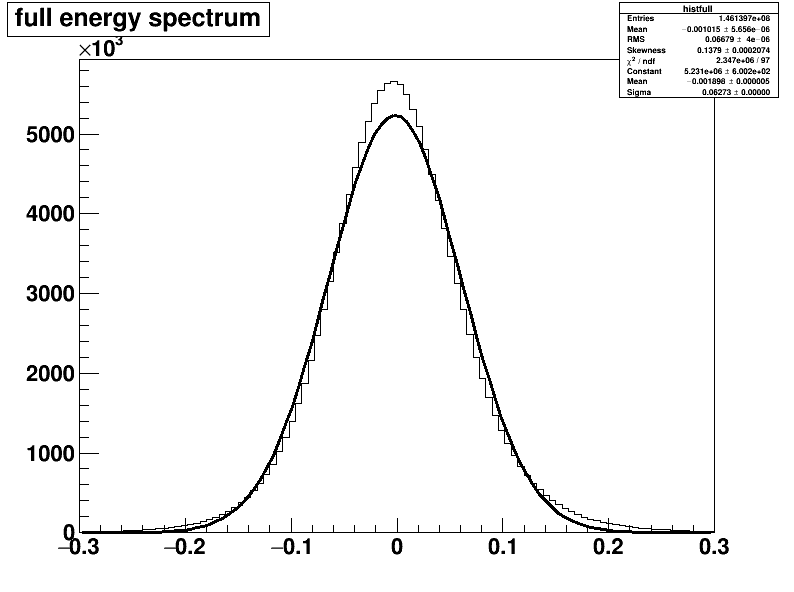 full energy spectrum
histfull
Entries 1.461397e+08
Mean −0.001015 ± 5.656e−06
RMS 0.06679 ± 4e−06
Skewness 0.1379 ± 0.0002074
χ² / ndf 2.347e+06 / 97
Constant 5.231e+06 ± 6.002e+02
Mean −0.001898 ± 0.000005
Sigma 0.06273 ± 0.00000
×10³
5000
4000
3000
2000
1000
0
−0.3 −0.2 −0.1 0 0.1 0.2 0.3